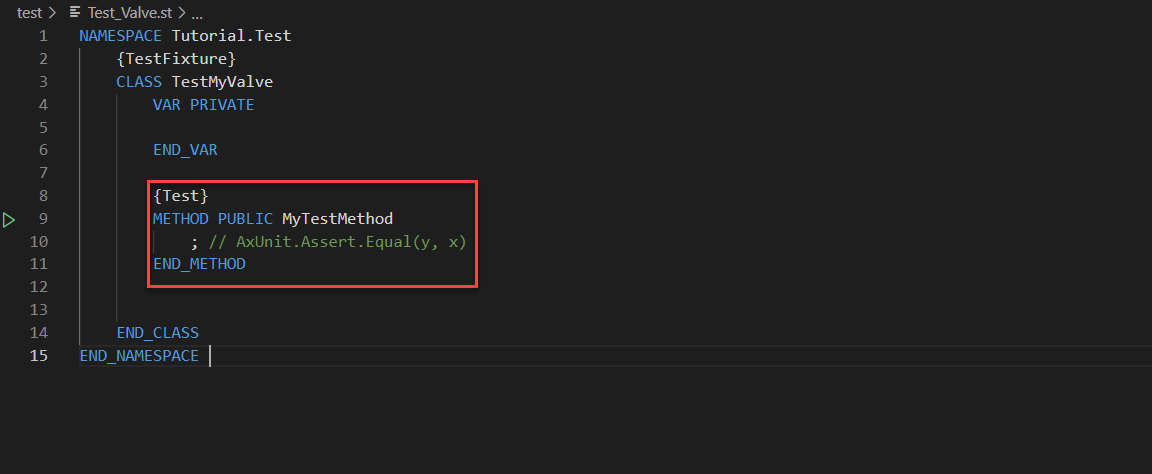 test > Test_Valve.st > ...
1 NAMESPACE Tutorial.Test
2 {TestFixture}
3 CLASS TestMyValve
4 VAR PRIVATE
5
6 END_VAR
7
8 {Test}
9 METHOD PUBLIC MyTestMethod
10 ; // AxUnit.Assert.Equal(y, x)
11 END_METHOD
12
13
14 END_CLASS
15 END_NAMESPACE